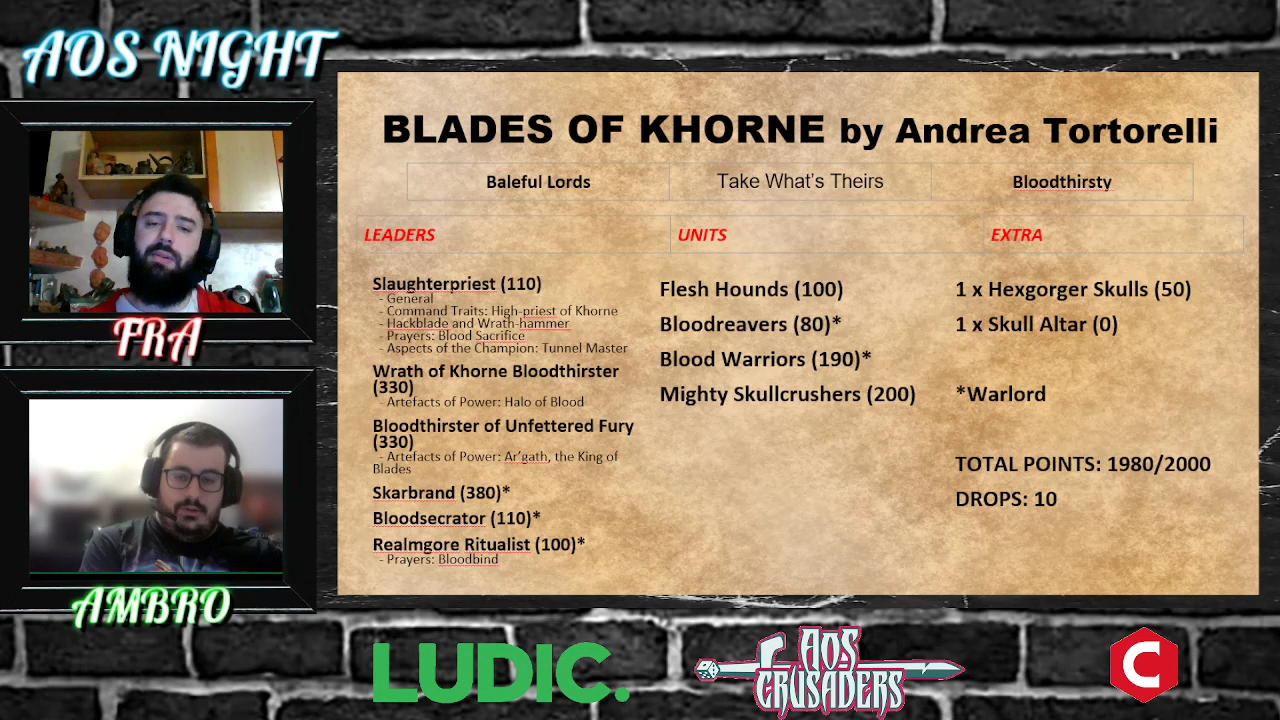 AOS NIGHT
FRA
AMBRO
BLADES OF KHORNE by Andrea Tortorelli
Baleful Lords
Take What's Theirs
Bloodthirsty
LEADERS
UNITS
EXTRA
Slaughterpriest (110)
- General
- Command Traits: High-priest of Khorne
- Hackblade and Wrath-hammer
- Prayers: Blood Sacrifice
- Aspects of the Champion: Tunnel Master
Wrath of Khorne Bloodthirster
(330)
- Artefacts of Power: Halo of Blood
Bloodthirster of Unfettered Fury
(330)
- Artefacts of Power: Ar'gath, the King of
Blades
Skarbrand (380)*
Bloodsecrator (110)*
Realmgore Ritualist (100)*
- Prayers: Bloodbind
Flesh Hounds (100)
Bloodreavers (80)*
Blood Warriors (190)*
Mighty Skullcrushers (200)
1 x Hexgorger Skulls (50)
1 x Skull Altar (0)
*Warlord
TOTAL POINTS: 1980/2000
DROPS: 10
LUDIC.
AOS
CRUSADERS
C